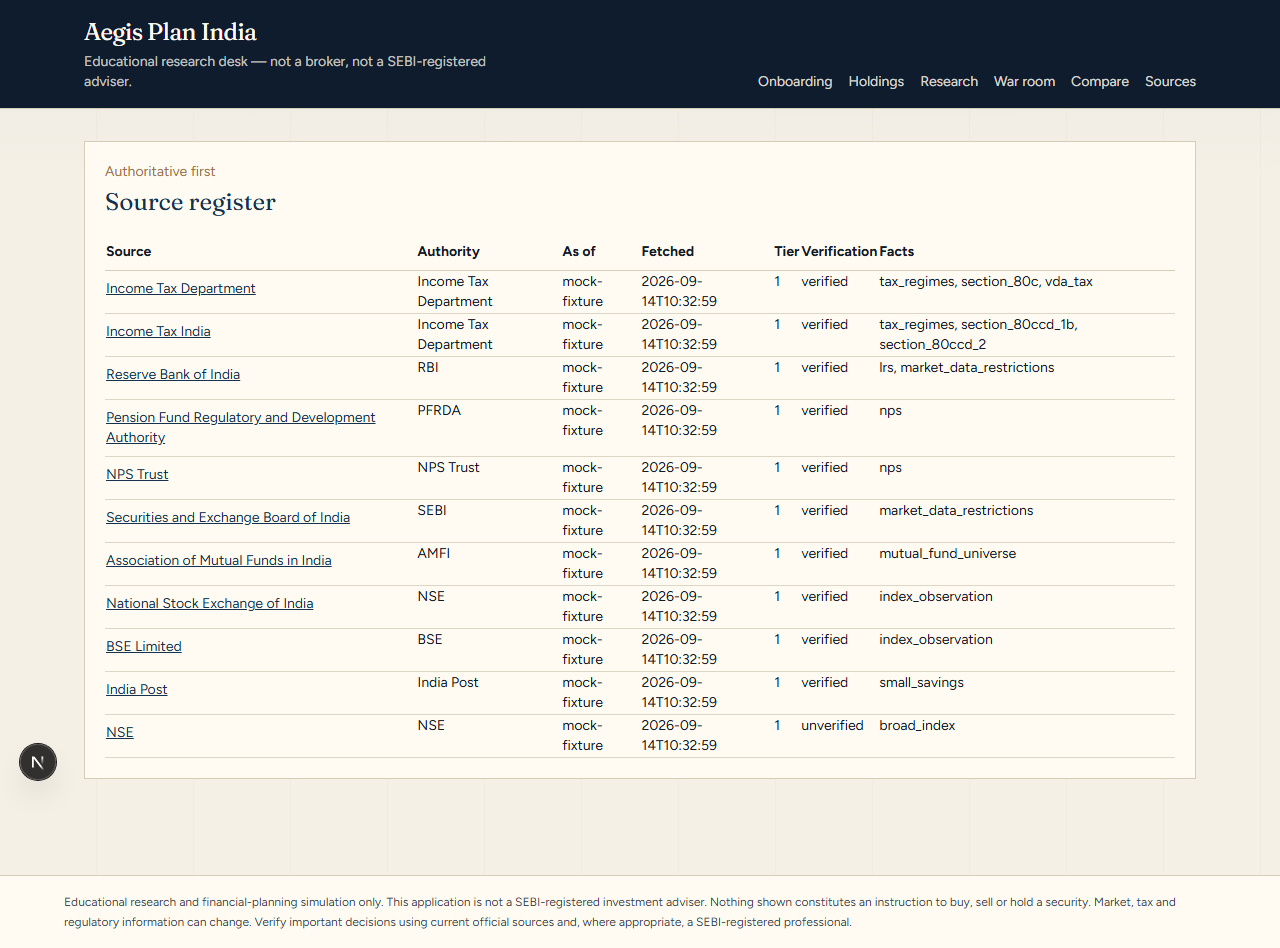 Aegis Plan India
Educational research desk — not a broker, not a SEBI-registered
adviser.
Onboarding Holdings Research War room Compare Sources
Authoritative first
Source register
Source Authority As of Fetched Tier Verification Facts
Income Tax Department Income Tax Department mock-fixture 2026-09-14T10:32:59 1 verified tax_regimes, section_80c, vda_tax
Income Tax India Income Tax Department mock-fixture 2026-09-14T10:32:59 1 verified tax_regimes, section_80ccd_1b, section_80ccd_2
Reserve Bank of India RBI mock-fixture 2026-09-14T10:32:59 1 verified lrs, market_data_restrictions
Pension Fund Regulatory and Development Authority PFRDA mock-fixture 2026-09-14T10:32:59 1 verified nps
NPS Trust NPS Trust mock-fixture 2026-09-14T10:32:59 1 verified nps
Securities and Exchange Board of India SEBI mock-fixture 2026-09-14T10:32:59 1 verified market_data_restrictions
Association of Mutual Funds in India AMFI mock-fixture 2026-09-14T10:32:59 1 verified mutual_fund_universe
National Stock Exchange of India NSE mock-fixture 2026-09-14T10:32:59 1 verified index_observation
BSE Limited BSE mock-fixture 2026-09-14T10:32:59 1 verified index_observation
India Post India Post mock-fixture 2026-09-14T10:32:59 1 verified small_savings
NSE NSE mock-fixture 2026-09-14T10:32:59 1 unverified broad_index
N
Educational research and financial-planning simulation only. This application is not a SEBI-registered investment adviser. Nothing shown constitutes an instruction to buy, sell or hold a security. Market, tax and
regulatory information can change. Verify important decisions using current official sources and, where appropriate, a SEBI-registered professional.